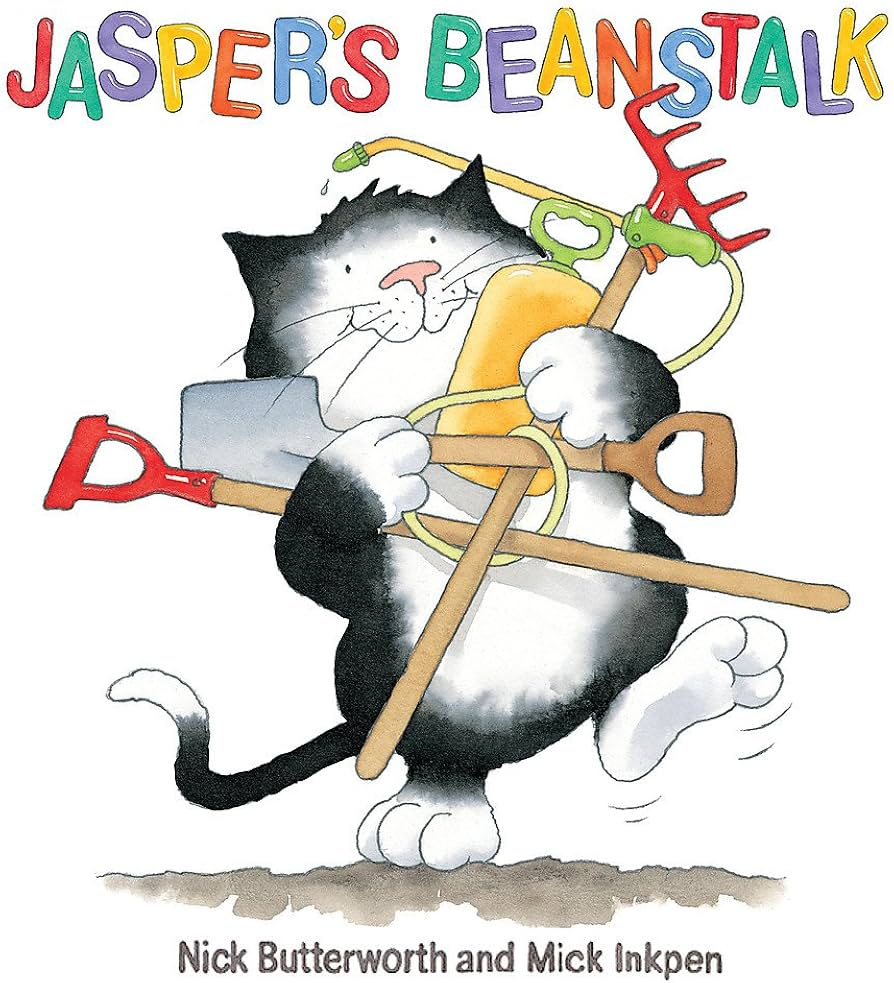 JASPER'S BEANSTALK
Nick Butterworth and Mick Inkpen